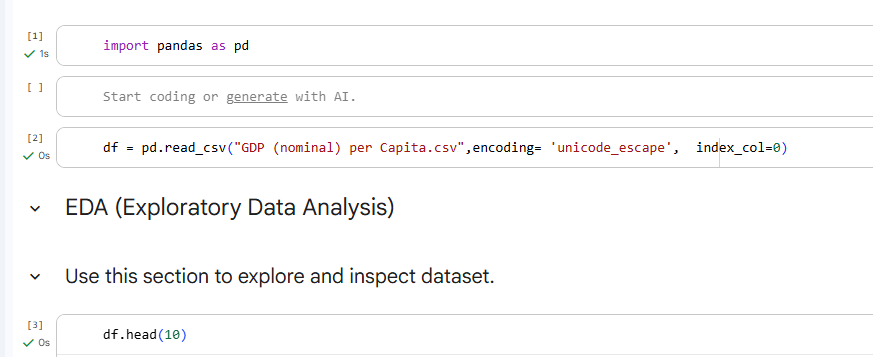 [1]
import pandas as pd
1s
[ ]
Start coding or generate with AI.
[2]
df = pd.read_csv("GDP (nominal) per Capita.csv",encoding= 'unicode_escape',  index_col=0)
0s
EDA (Exploratory Data Analysis)
Use this section to explore and inspect dataset.
[3]
df.head(10)
0s